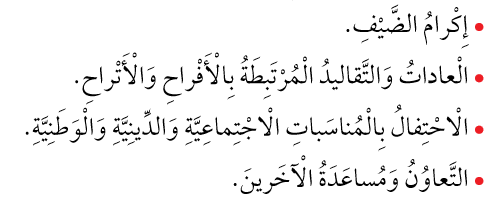 • إِكْرامُ الضَّيْفِ.
• الْعاداتُ وَالتَّقاليدُ الْمُرْتَبِطَةُ بِالْأَفْراحِ وَالْأَتْراحِ.
• الْاحْتِفالُ بِالْمُناسَباتِ الْاجْتِماعِيَّةِ وَالدِّينِيَّةِ وَالْوَطَنِيَّةِ.
• التَّعاوُنُ وَمُساعَدَةُ الْآخَرينَ.